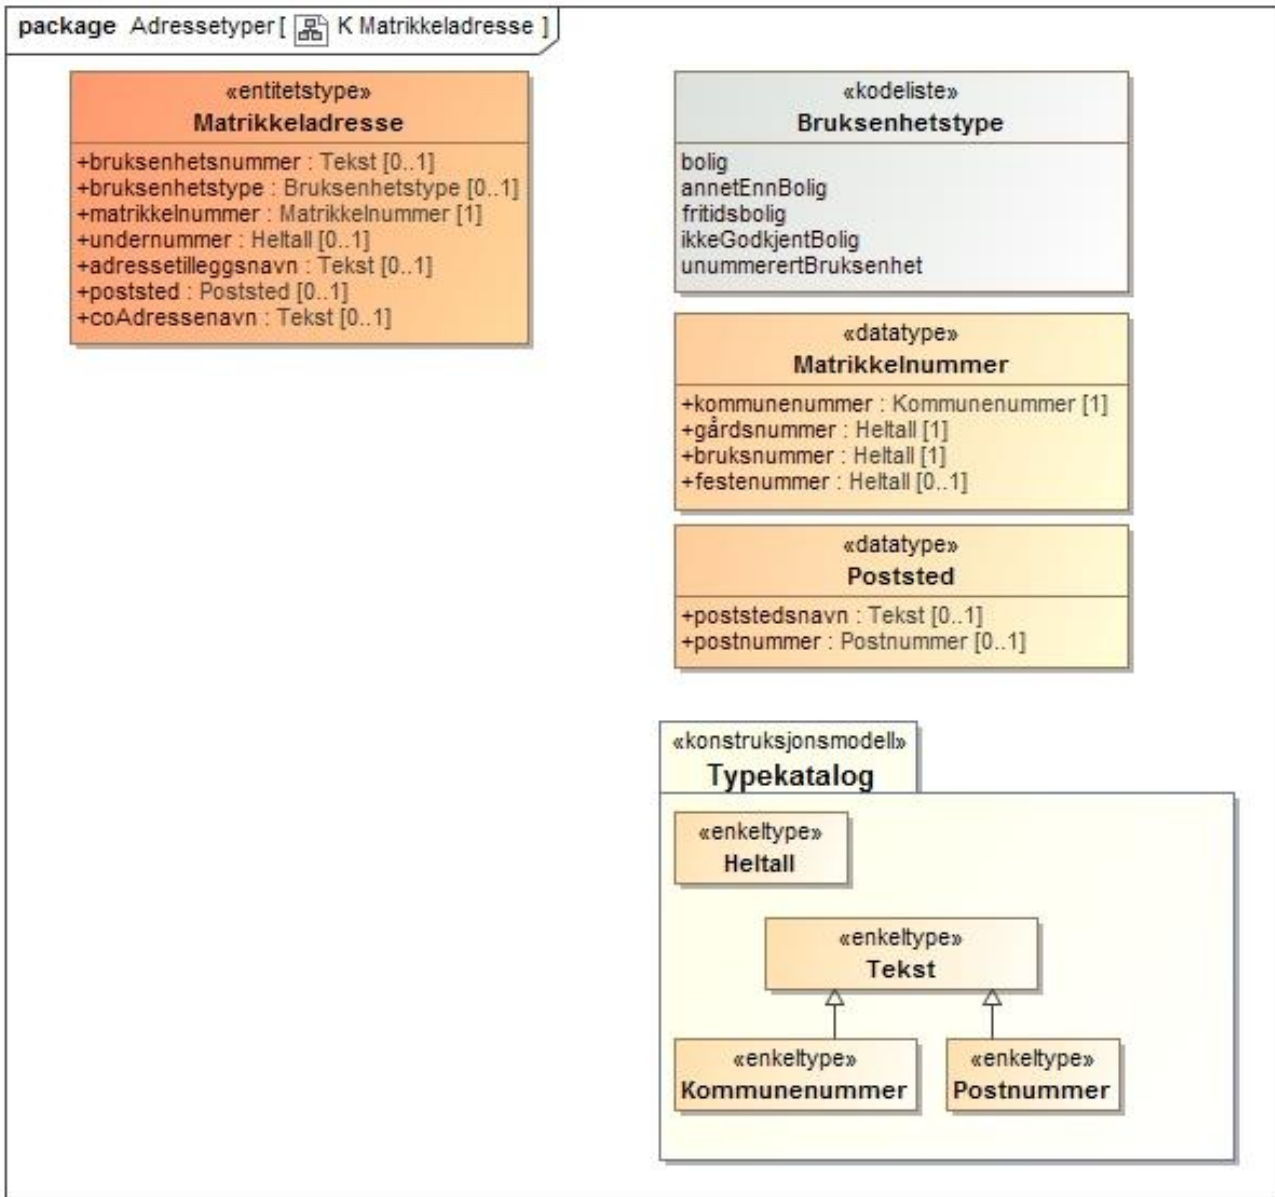 package Adressetyper [ K Matrikkeladresse ]
«entitetstype»
Matrikkeladresse
+bruksenhetsnummer : Tekst [0..1]
+bruksenhetstype : Bruksenhetstype [0..1]
+matrikkelnummer : Matrikkelnummer [1]
+undernummer : Heltall [0..1]
+adressetilleggsnavn : Tekst [0..1]
+poststed : Poststed [0..1]
+coAdressenavn : Tekst [0..1]
«kodeliste»
Bruksenhetstype
bolig
annetEnnBolig
fritidsbolig
ikkeGodkjentBolig
unummerertBruksenhet
«datatype»
Matrikkelnummer
+kommunenummer : Kommunenummer [1]
+gårdsnummer : Heltall [1]
+bruksnummer : Heltall [1]
+festenummer : Heltall [0..1]
«datatype»
Poststed
+poststedsnavn : Tekst [0..1]
+postnummer : Postnummer [0..1]
«konstruksjonsmodell»
Typekatalog
«enkeltype»
Heltall
«enkeltype»
Tekst
«enkeltype»
Kommunenummer
«enkeltype»
Postnummer